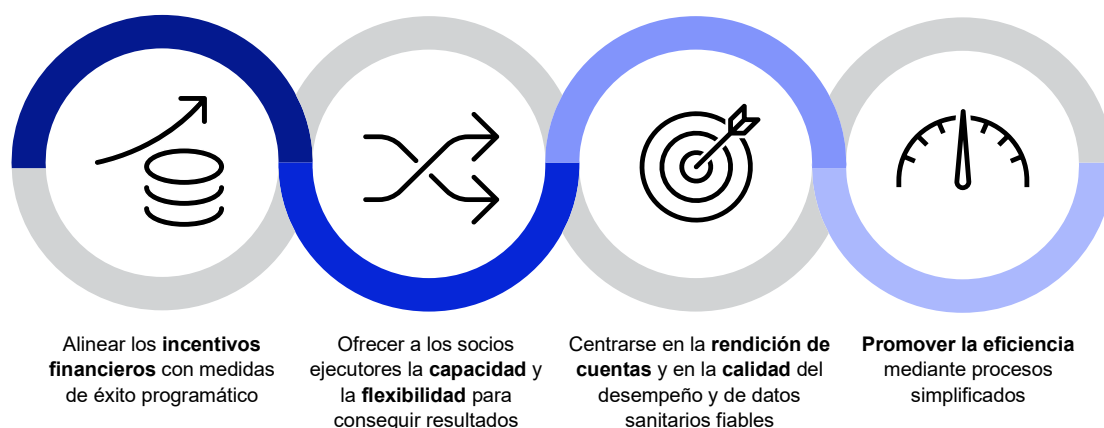 Alinear los incentivos
financieros con medidas
de éxito programático
Ofrecer a los socios
ejecutores la capacidad y
la flexibilidad para
conseguir resultados
Centrarse en la rendición de
cuentas y en la calidad del
desempeño y de datos
sanitarios fiables
Promover la eficiencia
mediante procesos
simplificados